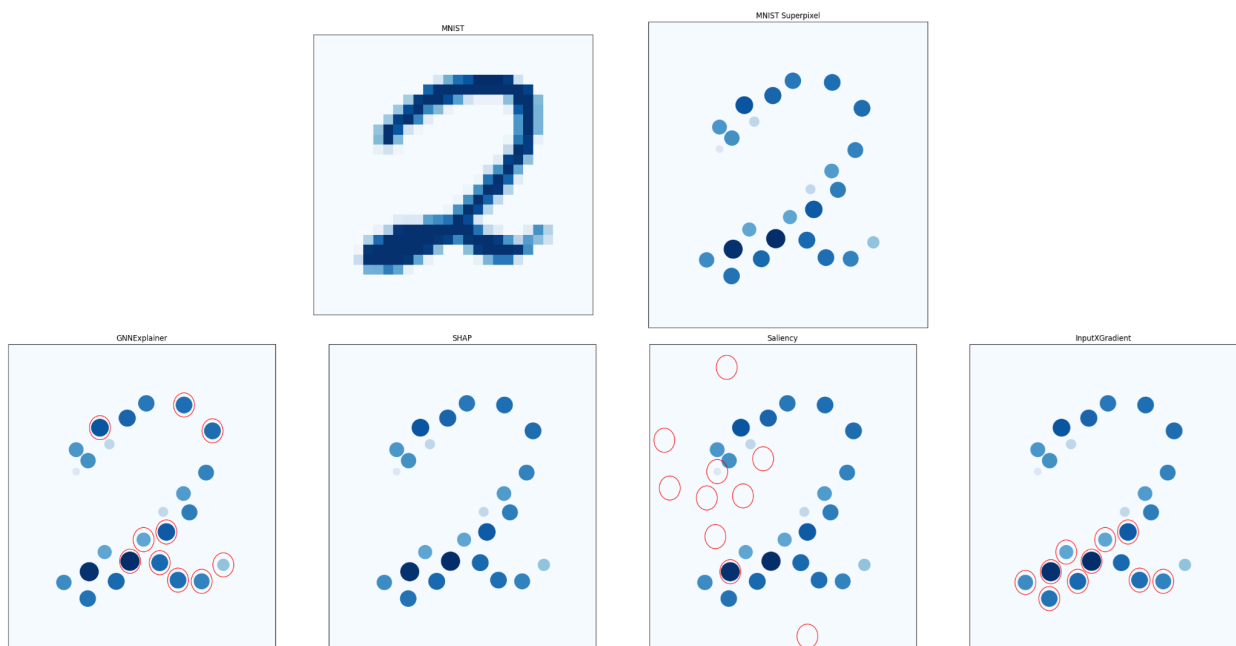 MNIST
MNIST Superpixel
GNNExplainer
SHAP
Saliency
InputXGradient